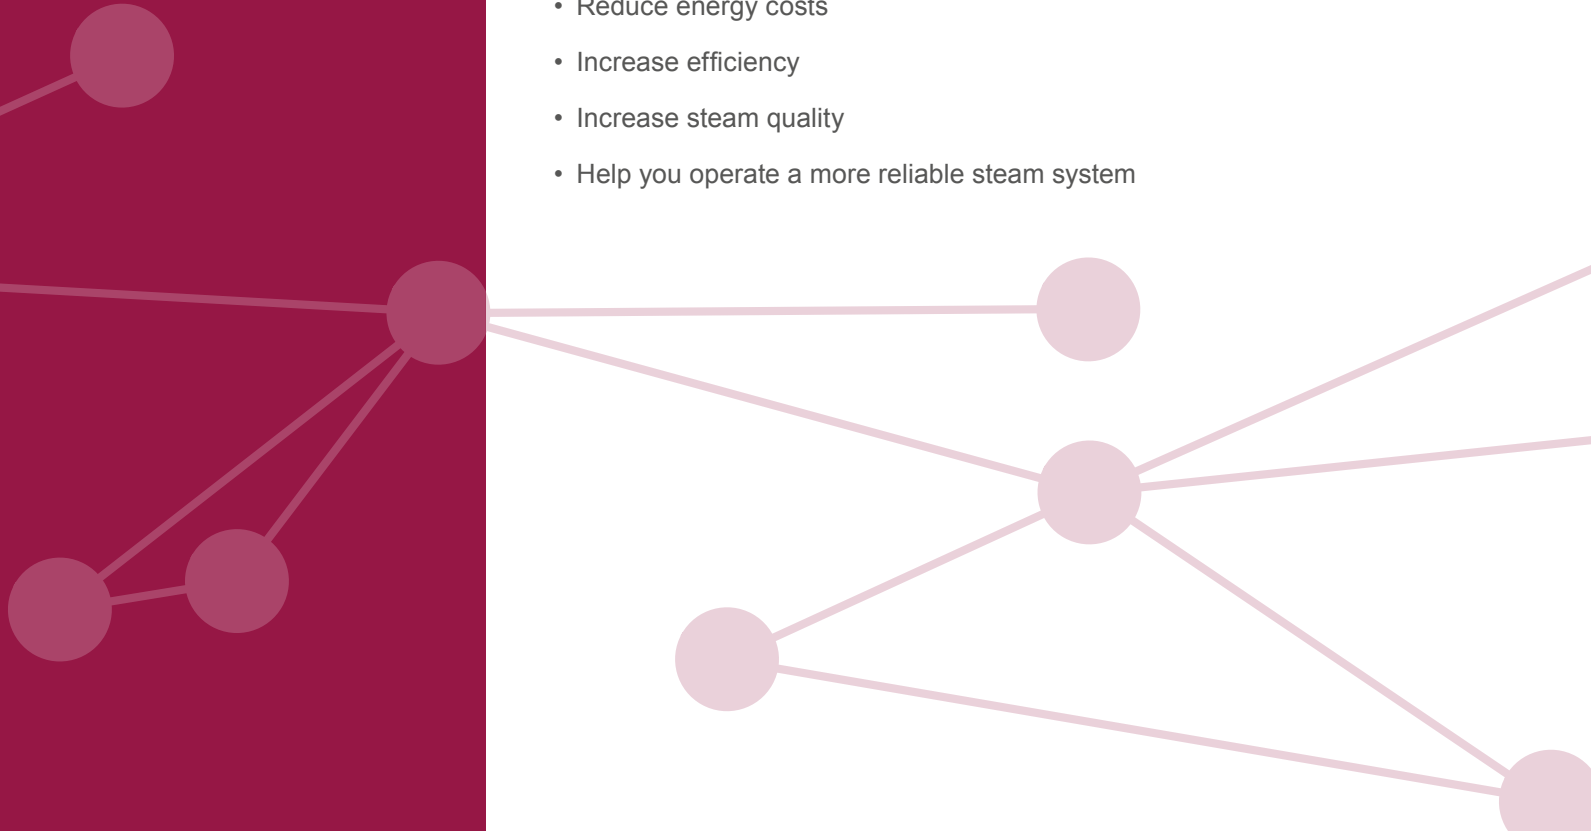 • Reduce energy costs
• Increase efficiency
• Increase steam quality
• Help you operate a more reliable steam system